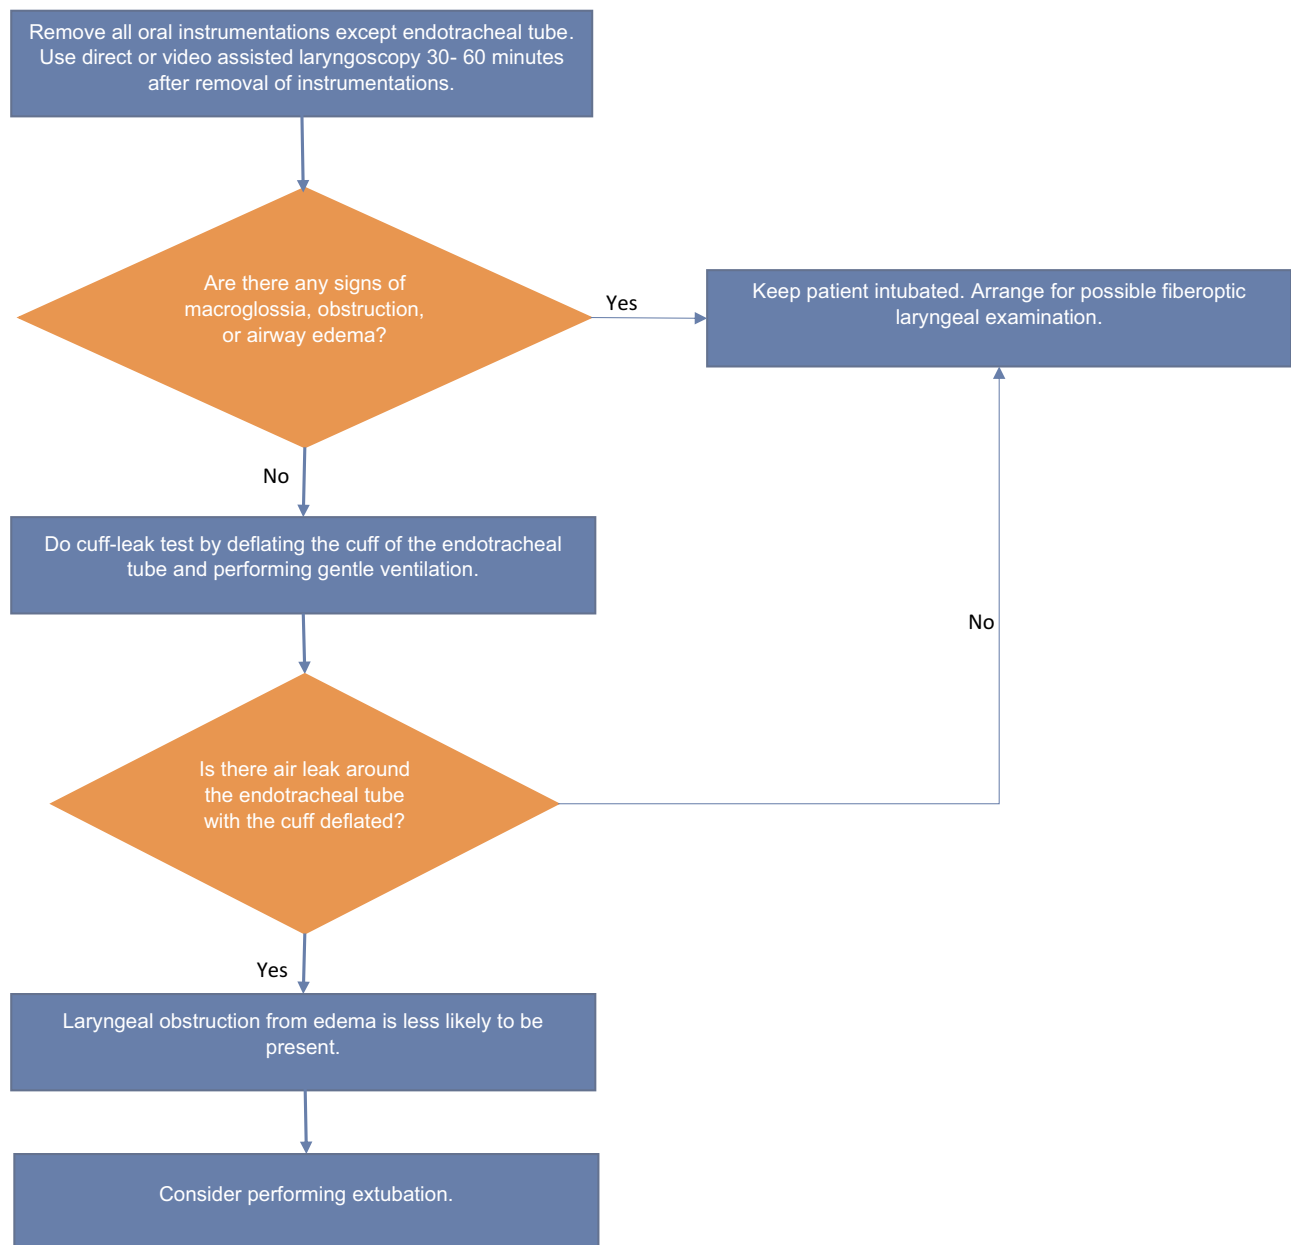 Remove all oral instrumentations except endotracheal tube.
Use direct or video assisted laryngoscopy 30- 60 minutes
after removal of instrumentations.
Are there any signs of
macroglossia, obstruction,
or airway edema?
Yes
Keep patient intubated. Arrange for possible fiberoptic
laryngeal examination.
No
Do cuff-leak test by deflating the cuff of the endotracheal
tube and performing gentle ventilation.
No
Is there air leak around
the endotracheal tube
with the cuff deflated?
Yes
Laryngeal obstruction from edema is less likely to be
present.
Consider performing extubation.